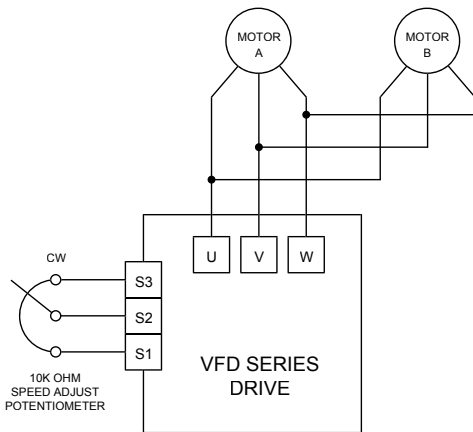 MOTOR
A
MOTOR
B
U
V
W
CW
S3
S2
S1
10K OHM
SPEED ADJUST
POTENTIOMETER
VFD SERIES
DRIVE